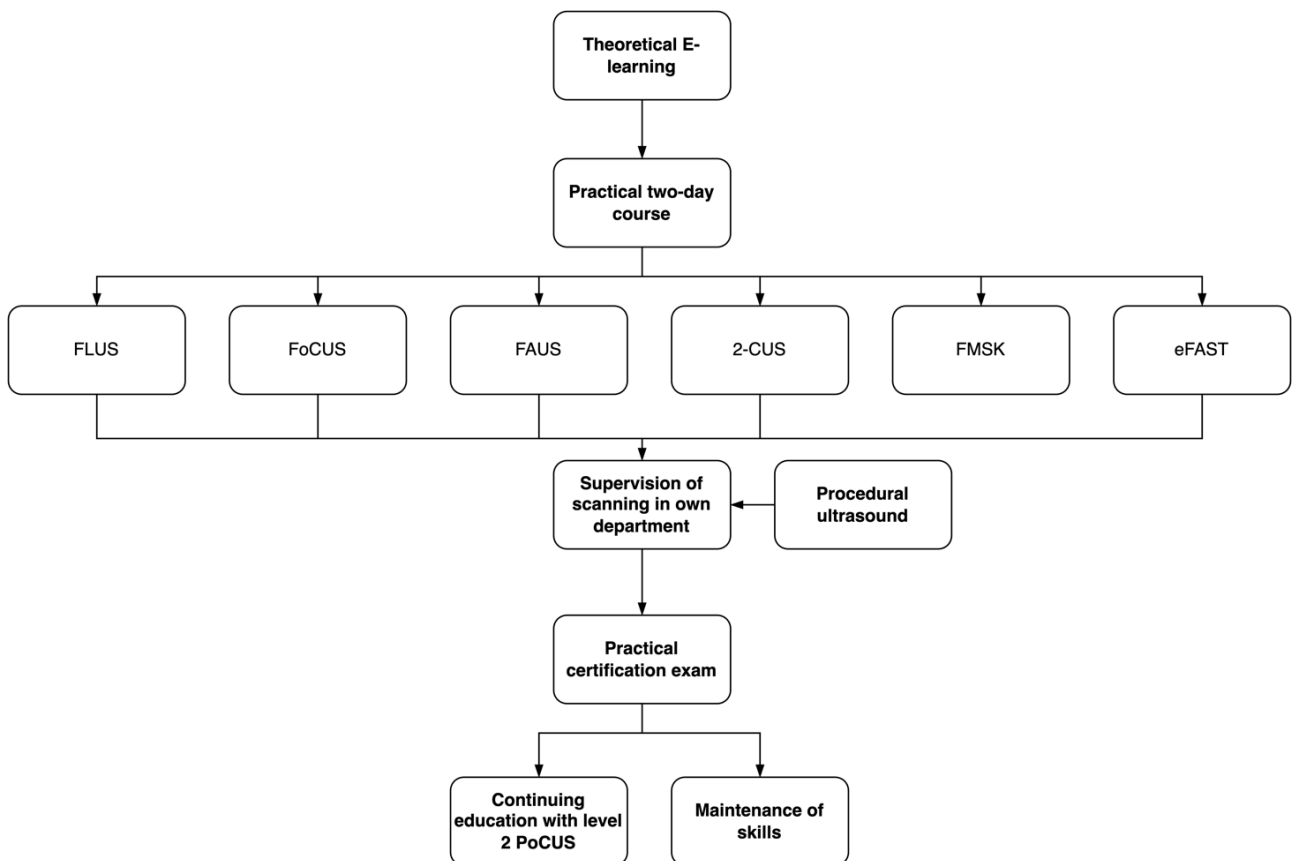 Theoretical E-
learning
Practical two-day
course
FLUS
FoCUS
FAUS
2-CUS
FMSK
eFAST
Supervision of
scanning in own
department
Procedural
ultrasound
Practical
certification exam
Continuing
education with level
2 PoCUS
Maintenance of
skills